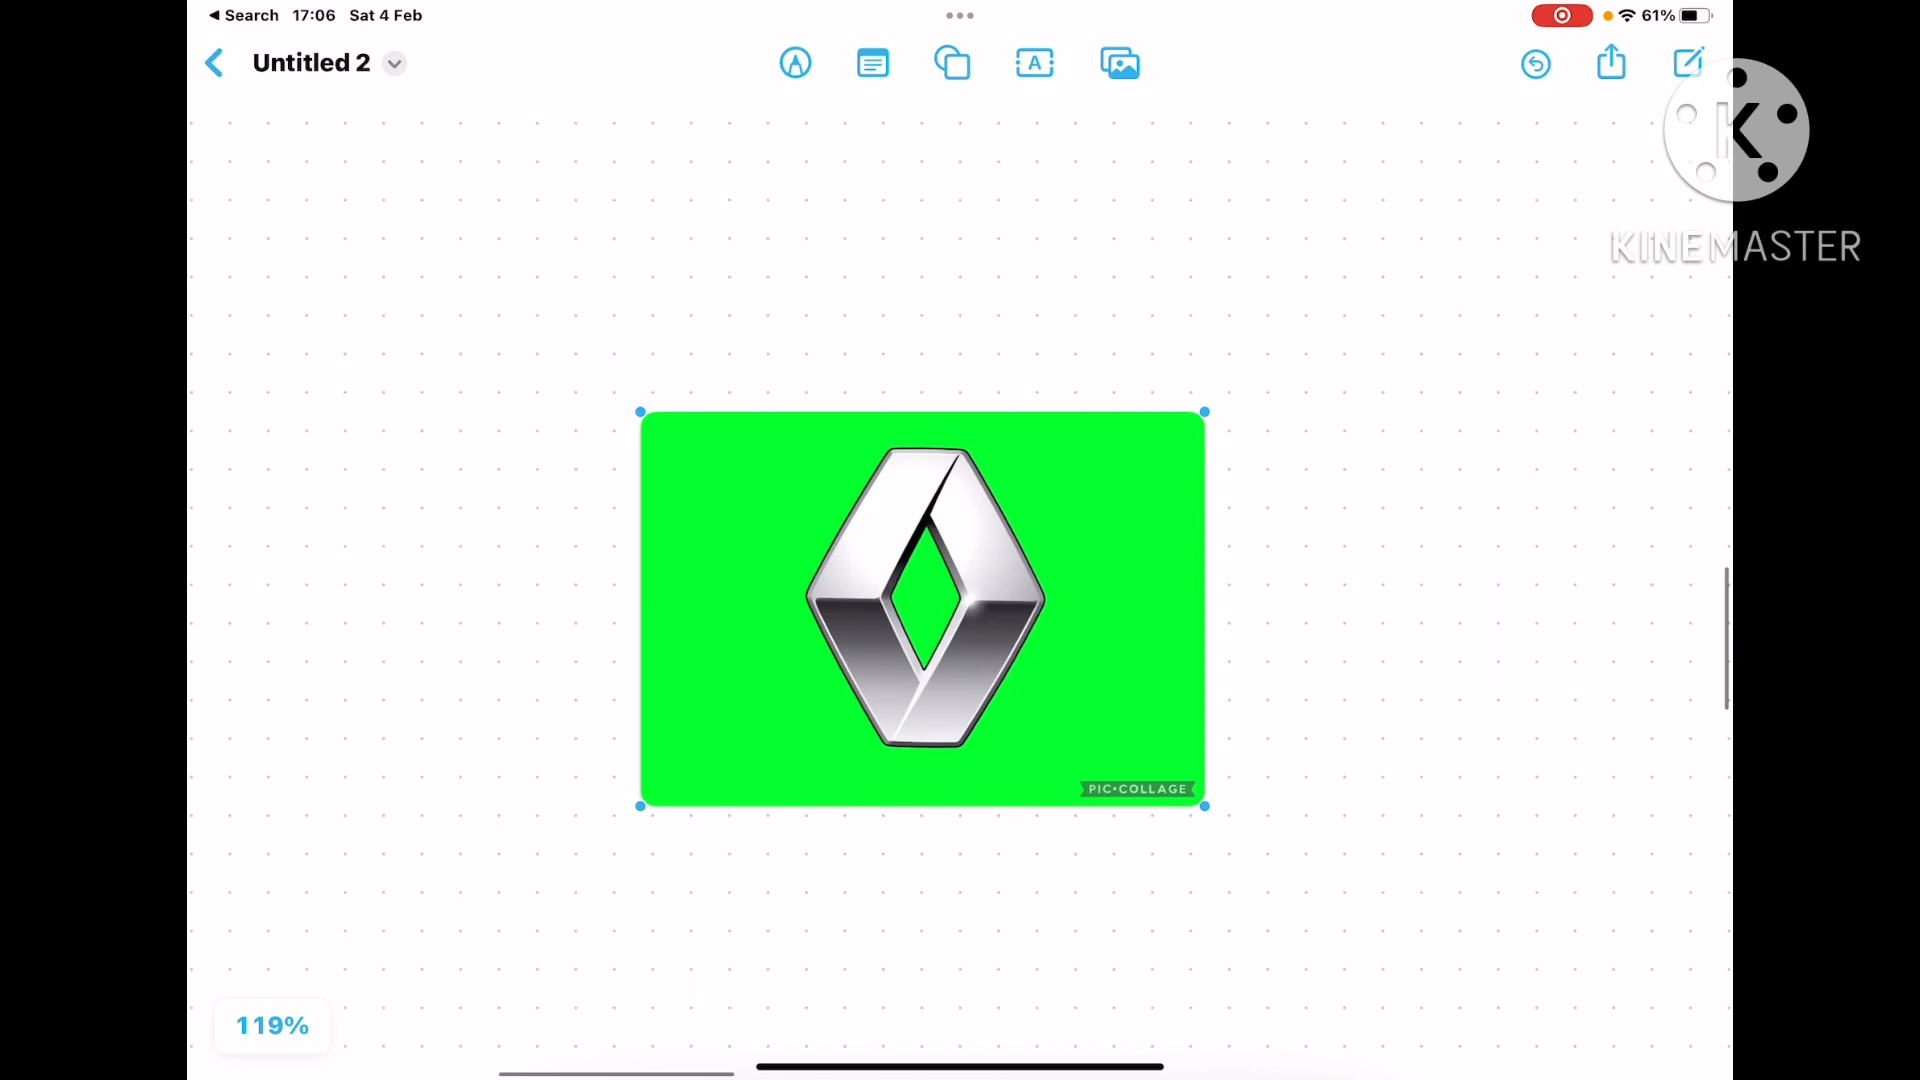 Search 17:06 Sat 4 Feb 61%
Untitled 2
A
K
KINEMASTER
PIC•COLLAGE
119%